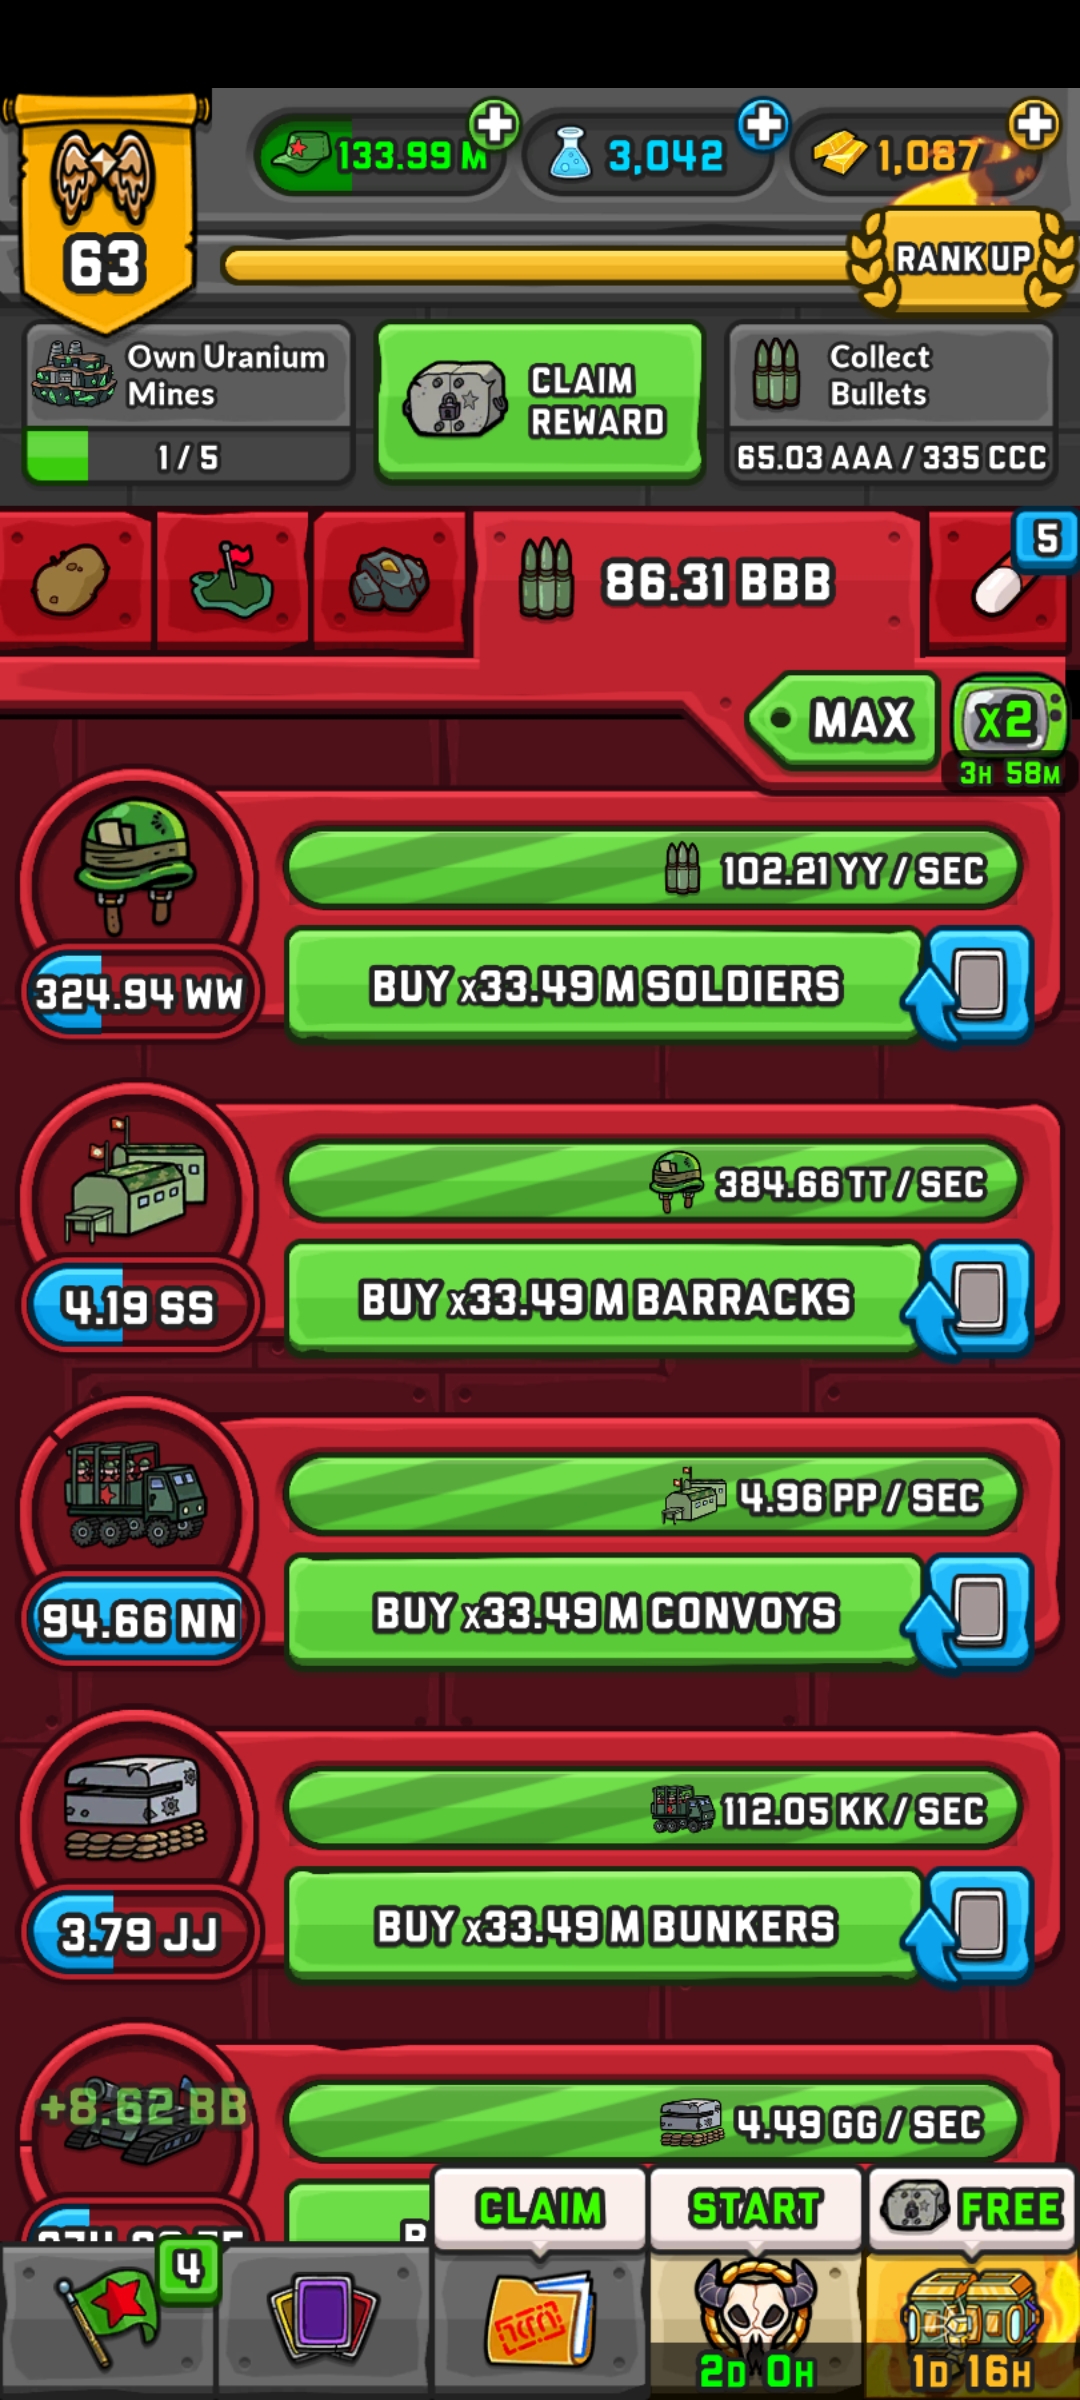 133.99 M
3,042
1,087
63
RANK UP
Own Uranium
Mines
1 / 5
CLAIM
REWARD
Collect
Bullets
65.03 AAA / 335 CCC
86.31 BBB
5
MAX
x2
3H 58M
102.21 YY / SEC
324.94 WW
BUY x33.49 M SOLDIERS
384.66 TT / SEC
4.19 SS
BUY x33.49 M BARRACKS
4.96 PP / SEC
94.66 NN
BUY x33.49 M CONVOYS
112.05 KK / SEC
3.79 JJ
BUY x33.49 M BUNKERS
+8.62 BB
4.49 GG / SEC
CLAIM
START
FREE
4
2D 0H
1D 16H